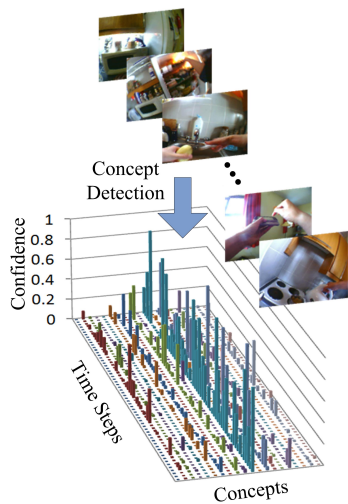 Concept
Detection
1
0.8
0.6
0.4
0.2
0
Confidence
Time Steps
Concepts